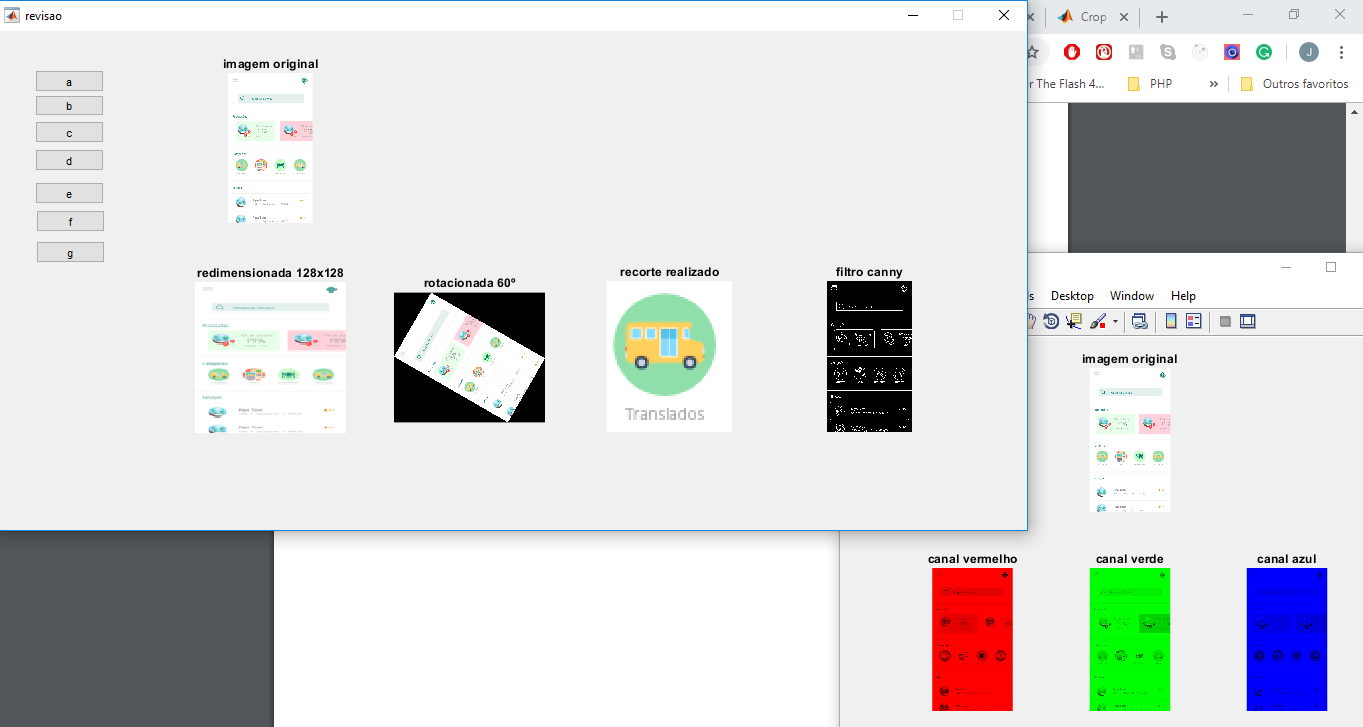 revisao
Crop
r The Flash 4...
PHP
»
Outros favoritos
J
a
b
c
d
e
f
g
imagem original
redimensionada 128x128
rotacionada 60º
recorte realizado
Translados
filtro canny
s
Desktop
Window
Help
imagem original
canal vermelho
canal verde
canal azul